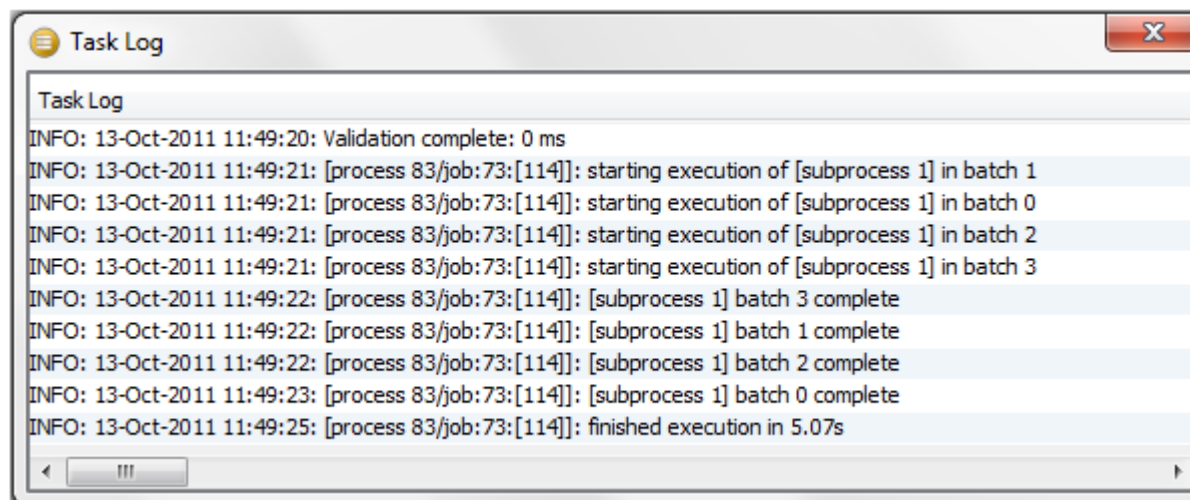 Task Log
Task Log
INFO: 13-Oct-2011 11:49:20: Validation complete: 0 ms
INFO: 13-Oct-2011 11:49:21: [process 83/job:73:[114]]: starting execution of [subprocess 1] in batch 1
INFO: 13-Oct-2011 11:49:21: [process 83/job:73:[114]]: starting execution of [subprocess 1] in batch 0
INFO: 13-Oct-2011 11:49:21: [process 83/job:73:[114]]: starting execution of [subprocess 1] in batch 2
INFO: 13-Oct-2011 11:49:21: [process 83/job:73:[114]]: starting execution of [subprocess 1] in batch 3
INFO: 13-Oct-2011 11:49:22: [process 83/job:73:[114]]: [subprocess 1] batch 3 complete
INFO: 13-Oct-2011 11:49:22: [process 83/job:73:[114]]: [subprocess 1] batch 1 complete
INFO: 13-Oct-2011 11:49:22: [process 83/job:73:[114]]: [subprocess 1] batch 2 complete
INFO: 13-Oct-2011 11:49:23: [process 83/job:73:[114]]: [subprocess 1] batch 0 complete
INFO: 13-Oct-2011 11:49:25: [process 83/job:73:[114]]: finished execution in 5.07s